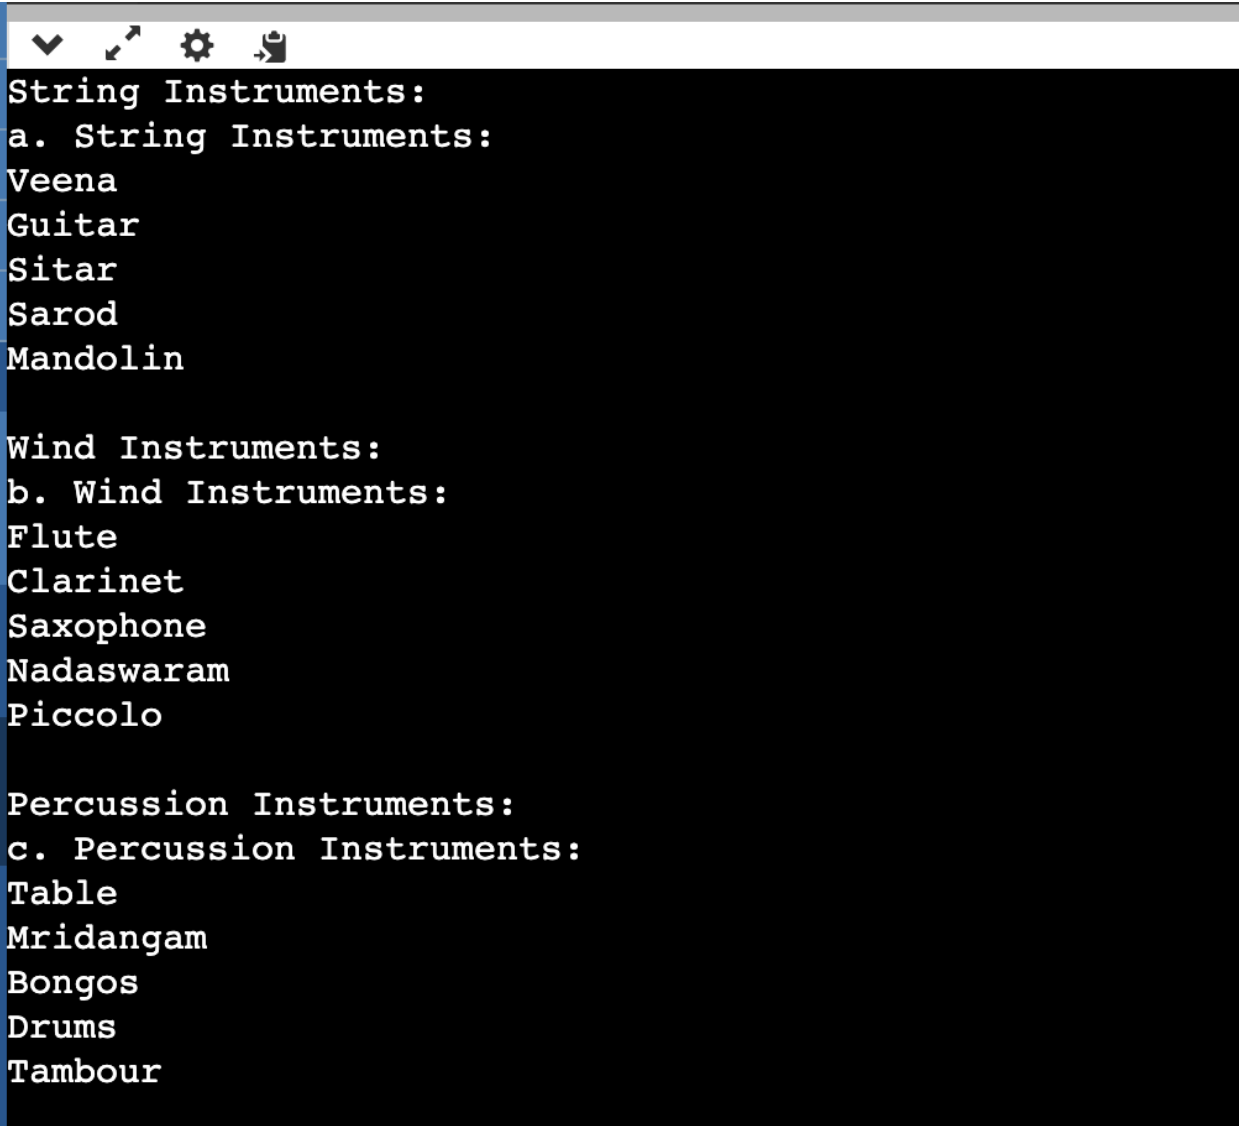 String Instruments:
a. String Instruments:
Veena
Guitar
Sitar
Sarod
Mandolin
Wind Instruments:
b. Wind Instruments:
Flute
Clarinet
Saxophone
Nadaswaram
Piccolo
Percussion Instruments:
c. Percussion Instruments:
Table
Mridangam
Bongos
Drums
Tambour